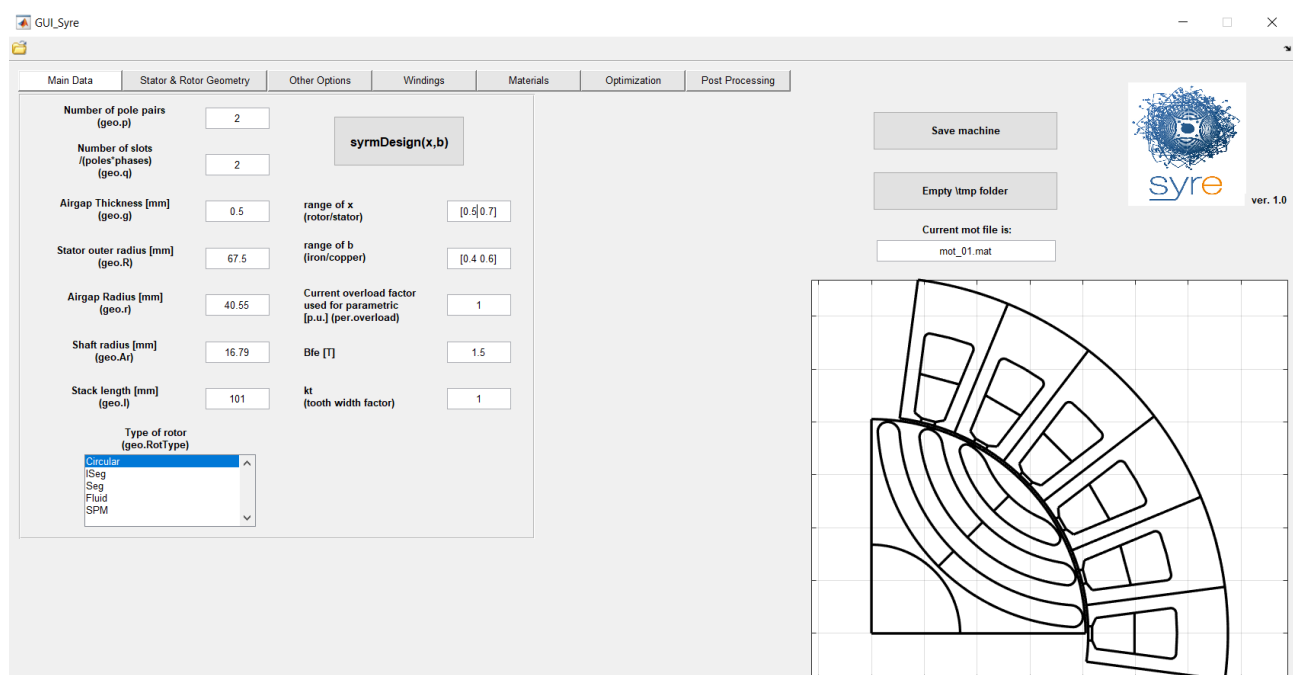 GUI_Syre
Main Data
Stator & Rotor Geometry
Other Options
Windings
Materials
Optimization
Post Processing
Number of pole pairs
(geo.p)
2
Number of slots
/(poles*phases)
(geo.q)
2
Airgap Thickness [mm]
(geo.g)
0.5
Stator outer radius [mm]
(geo.R)
67.5
Airgap Radius [mm]
(geo.r)
40.55
Shaft radius [mm]
(geo.Ar)
16.79
Stack length [mm]
(geo.l)
101
Type of rotor
(geo.RotType)
Circular
ISeg
Seg
Fluid
SPM
syrmDesign(x,b)
range of x
(rotor/stator)
[0.5 0.7]
range of b
(iron/copper)
[0.4 0.6]
Current overload factor
used for parametric
[p.u.] (per.overload)
1
Bfe [T]
1.5
kt
(tooth width factor)
1
Save machine
Empty \tmp folder
Current mot file is:
mot_01.mat
syre
ver. 1.0